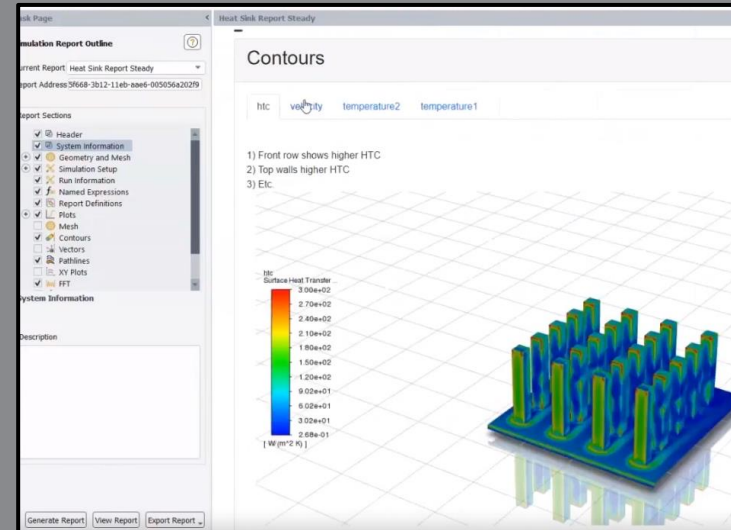 ask Page
Simulation Report Outline
Current Report Heat Sink Report Steady
Report Address 5f668-3b12-11eb-aae6-005056a202f9
Report Sections
Header
System Information
Geometry and Mesh
Simulation Setup
Run Information
Named Expressions
Report Definitions
Plots
Mesh
Contours
Vectors
Pathlines
XY Plots
FFT
System Information
Description
Generate Report View Report Export Report
Heat Sink Report Steady
Contours
htc velocity temperature2 temperature1
1) Front row shows higher HTC
2) Top walls higher HTC
3) Etc.
htc
Surface Heat Transfer ...
3.00e+02
2.70e+02
2.40e+02
2.10e+02
1.80e+02
1.50e+02
1.20e+02
9.02e+01
6.02e+01
3.02e+01
2.68e-01
[ W/(m^2 K) ]